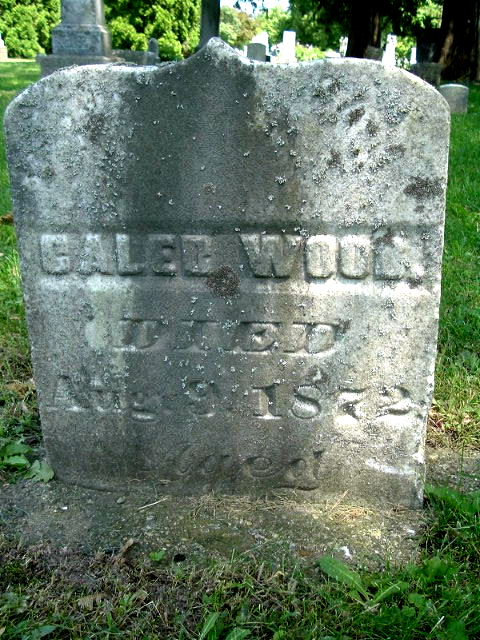 CALEB WOOD
DIED
Aug. 9, 1872
Aged